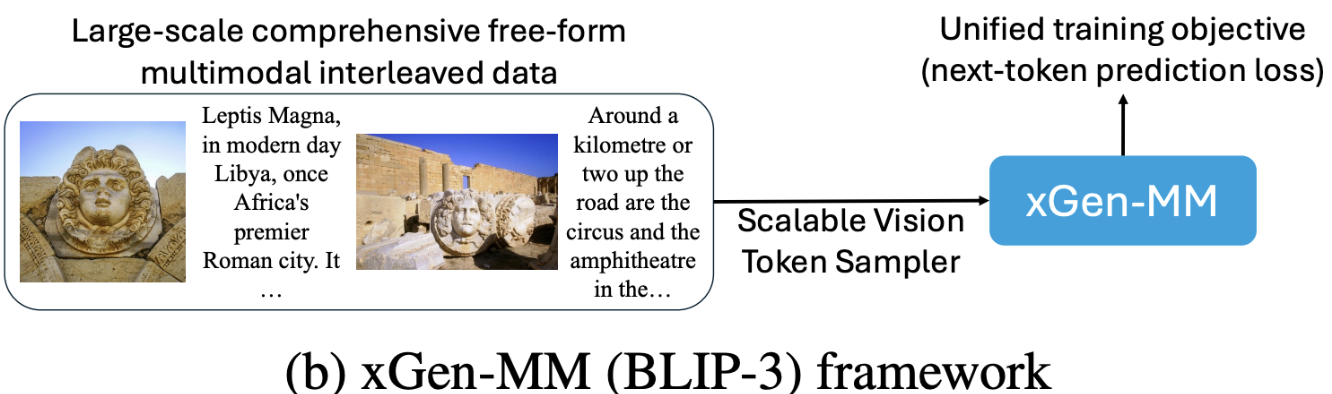 Large-scale comprehensive free-form
multimodal interleaved data
Leptis Magna,
in modern day
Libya, once
Africa's
premier
Roman city. It
…
Around a
kilometre or
two up the
road are the
circus and the
amphitheatre
in the…
Scalable Vision
Token Sampler
Unified training objective
(next-token prediction loss)
xGen-MM
(b) xGen-MM (BLIP-3) framework